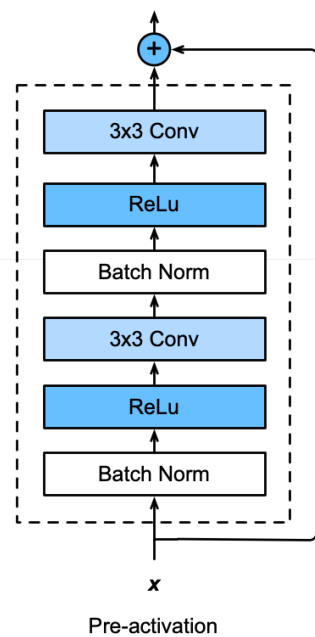 +
3x3 Conv
ReLu
Batch Norm
3x3 Conv
ReLu
Batch Norm
x
Pre-activation